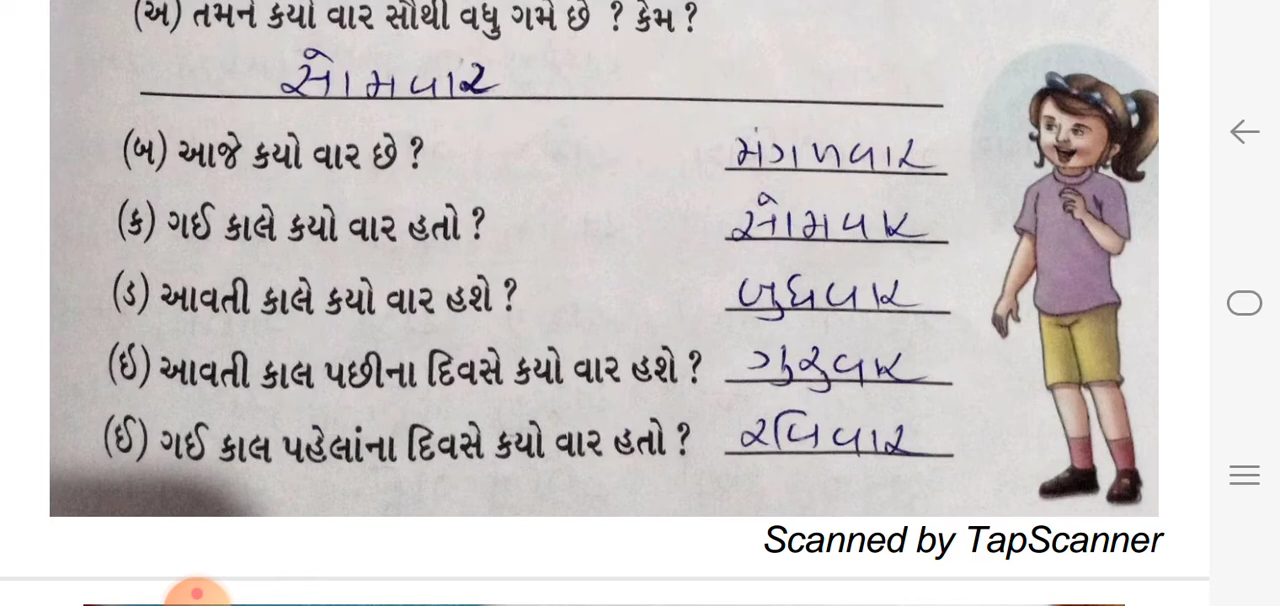 (અ) તમને કયો વાર સૌથી વધુ ગમે છે ? કેમ ?
સોમવાર
(બ) આજે કયો વાર છે ? મંગળવાર
(ક) ગઈ કાલે કયો વાર હતો ? સોમવાર
(ડ) આવતી કાલે કયો વાર હશે ? બુધવાર
(ઇ) આવતી કાલ પછીના દિવસે કયો વાર હશે ? ગુરુવાર
(ઈ) ગઈ કાલ પહેલાંના દિવસે કયો વાર હતો ? રવિવાર
Scanned by TapScanner